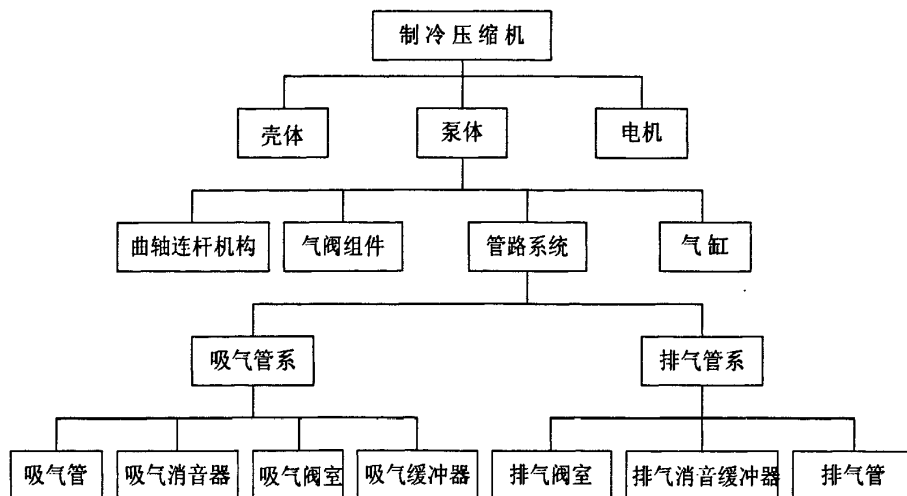 制冷压缩机
壳体
泵体
电机
曲轴连杆机构
气阀组件
管路系统
气缸
吸气管系
排气管系
吸气管
吸气消音器
吸气阀室
吸气缓冲器
排气阀室
排气消音缓冲器
排气管